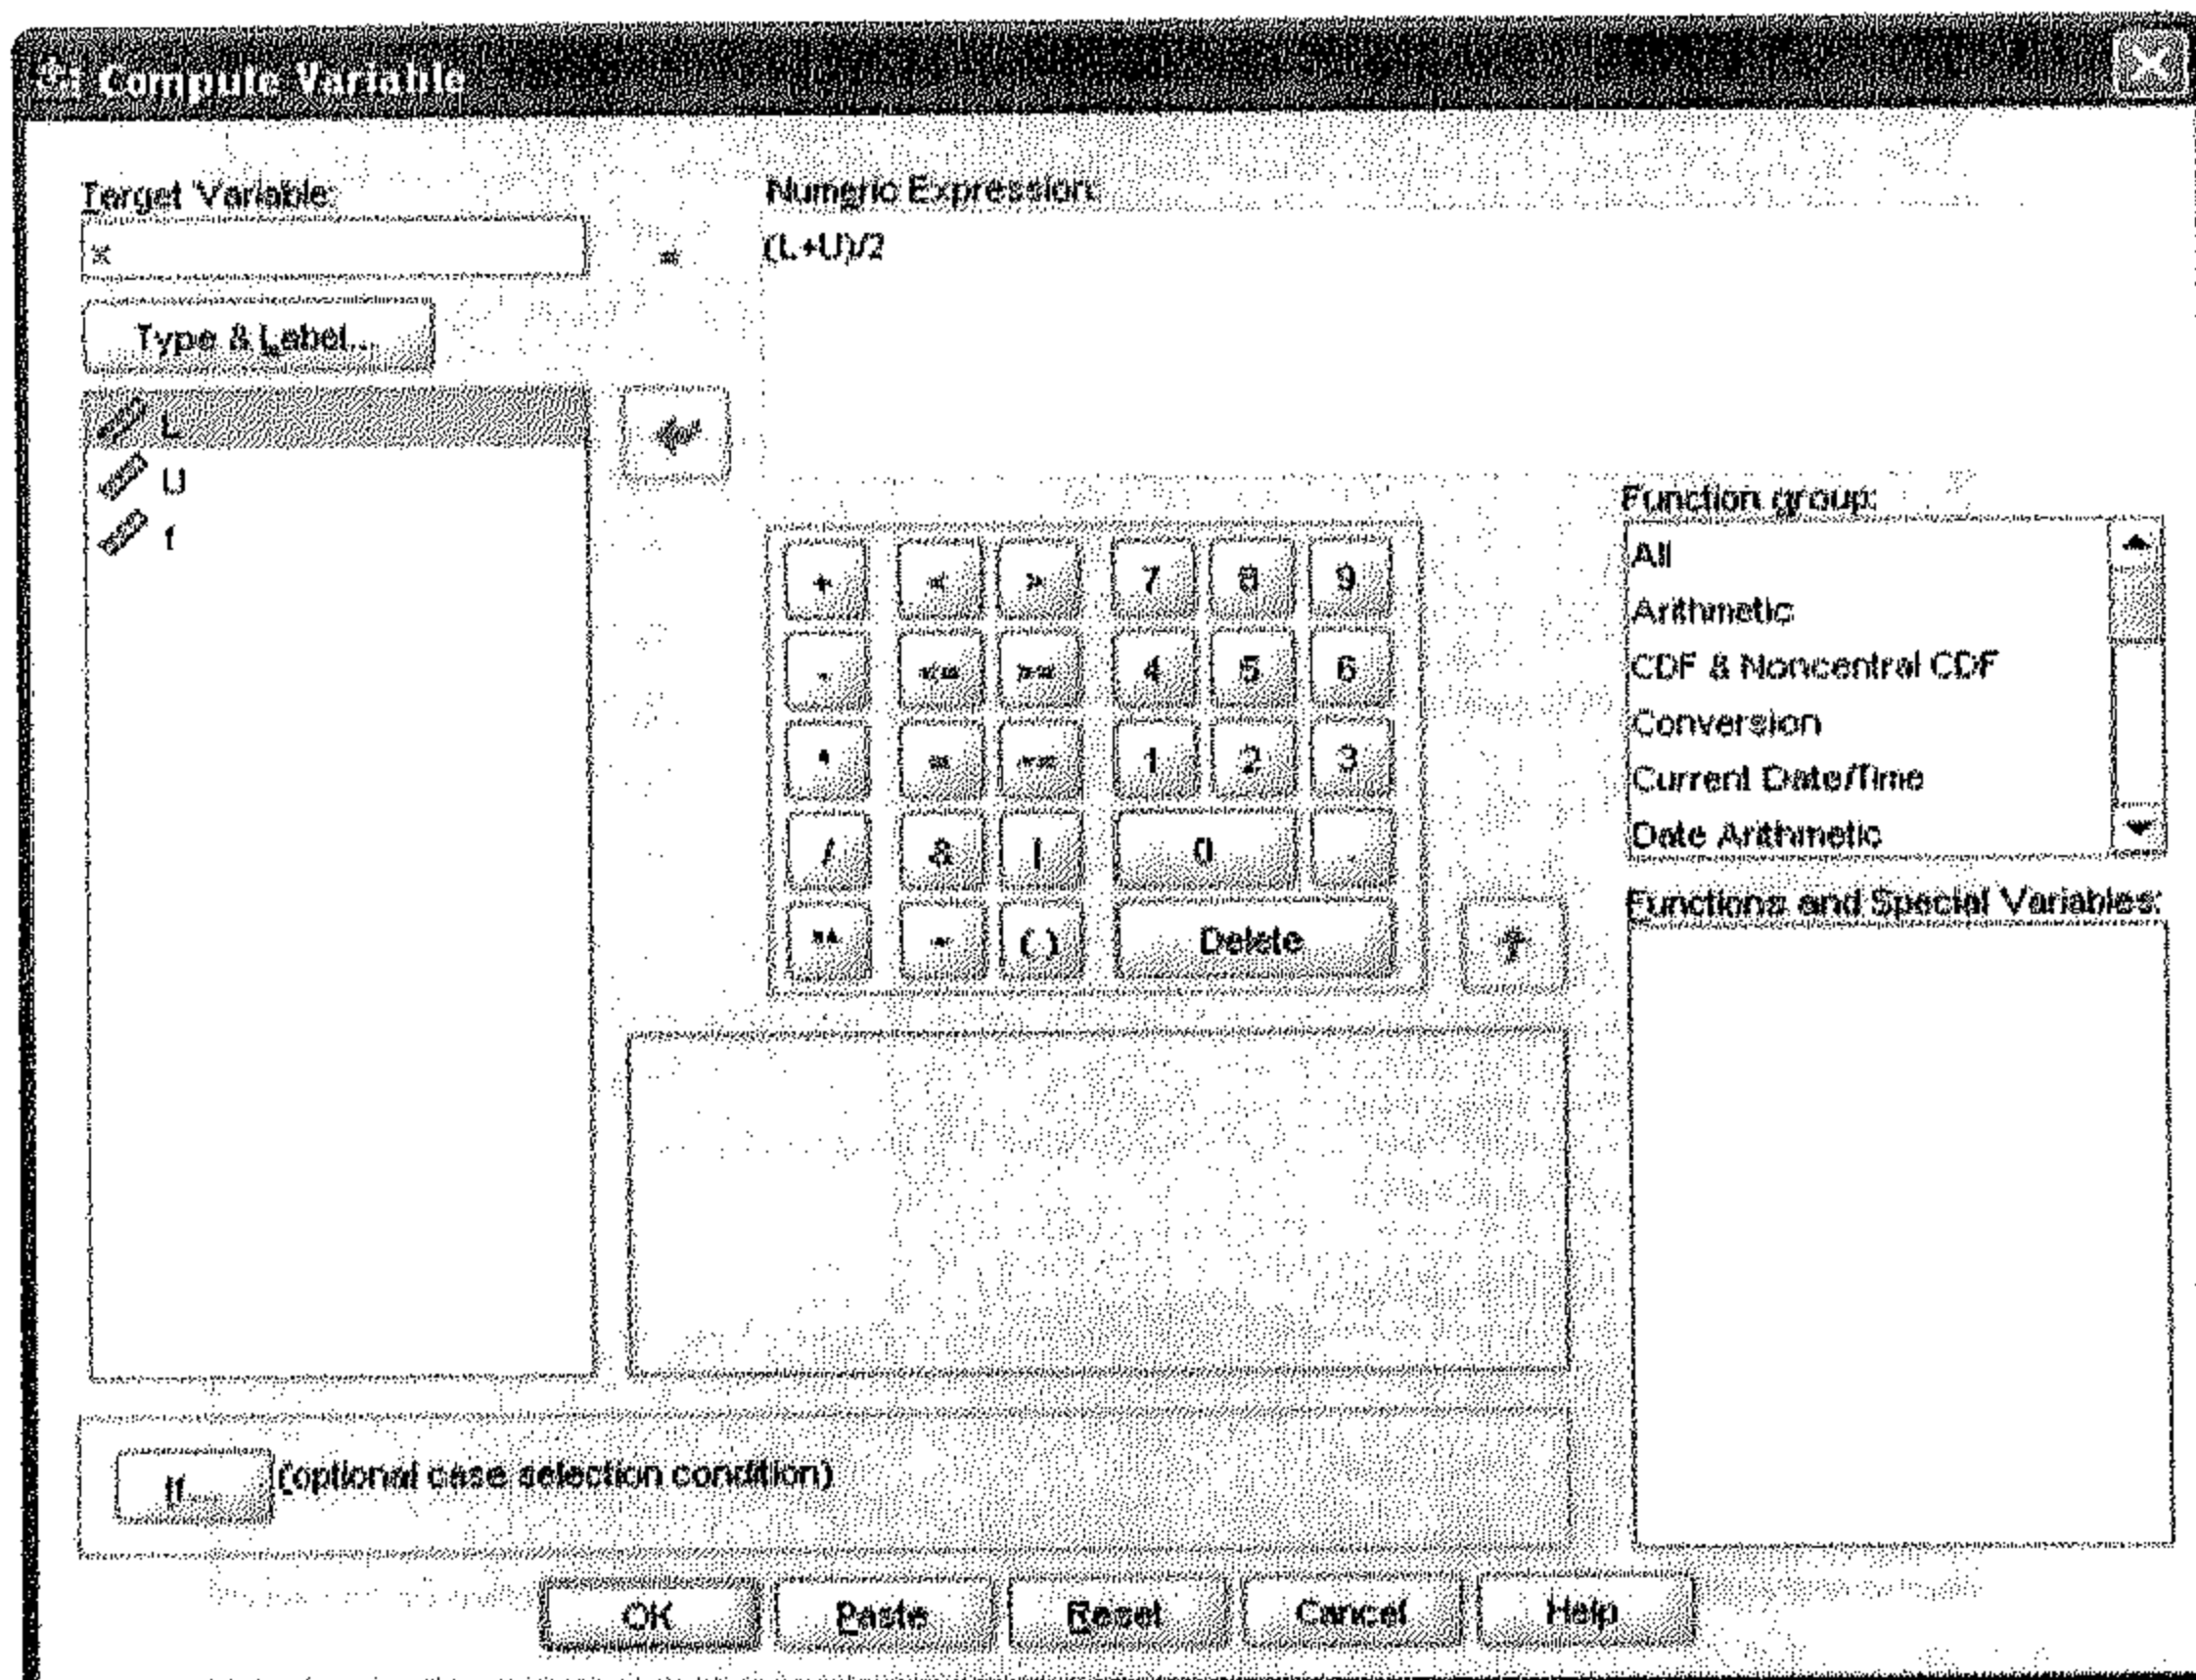 Compute Variable
Target Variable:
x
=
Numeric Expression:
(L+U)/2
Type & Label...
L
U
f
+ < > 7 8 9
- <= >= 4 5 6
* = ~= 1 2 3
/ & | 0 .
** ~ ( ) Delete
Function group:
All
Arithmetic
CDF & Noncentral CDF
Conversion
Current Date/Time
Date Arithmetic
Functions and Special Variables:
If... (optional case selection condition)
OK Paste Reset Cancel Help